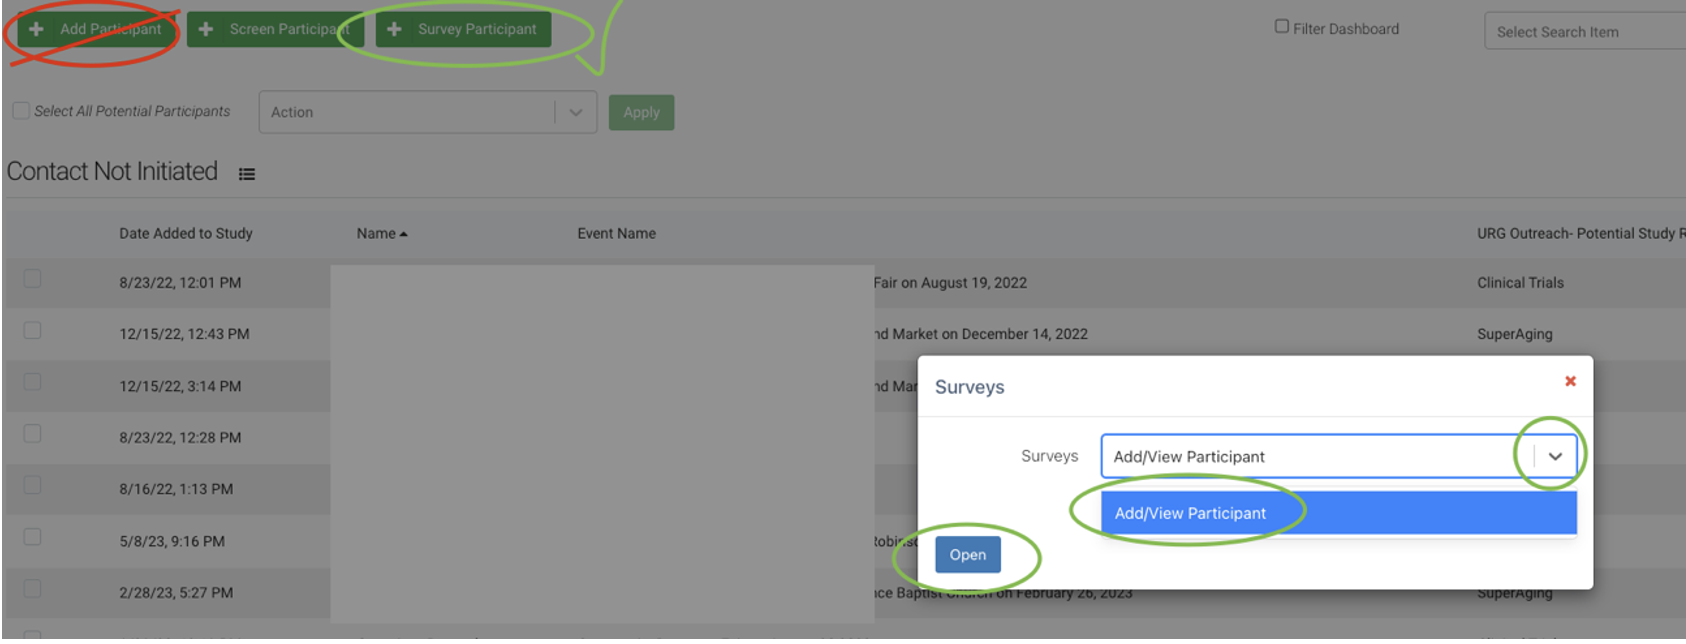 Add Participant Screen Participant Survey Participant Filter Dashboard Select Search Item
Select All Potential Participants Action Apply
Contact Not Initiated
Date Added to Study Name Event Name URG Outreach- Potential Study R
8/23/22, 12:01 PM Fair on August 19, 2022 Clinical Trials
12/15/22, 12:43 PM nd Market on December 14, 2022 SuperAging
12/15/22, 3:14 PM nd Mar
Surveys
8/23/22, 12:28 PM
Surveys Add/View Participant
8/16/22, 1:13 PM
Add/View Participant
5/8/23, 9:16 PM Robins
Open
2/28/23, 5:27 PM nce Baptist Church on February 26, 2023 SuperAging